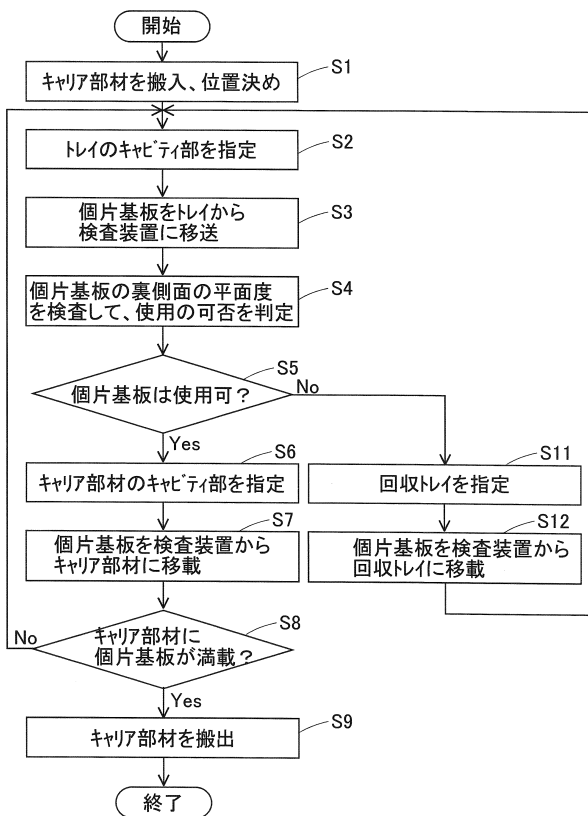 開始
キャリア部材を搬入、位置決め
S1
トレイのキャビティ部を指定
S2
個片基板をトレイから
検査装置に移送
S3
個片基板の裏側面の平面度
を検査して、使用の可否を判定
S4
個片基板は使用可？
S5
No
Yes
キャリア部材のキャビティ部を指定
S6
回収トレイを指定
S11
個片基板を検査装置から
キャリア部材に移載
S7
個片基板を検査装置から
回収トレイに移載
S12
キャリア部材に
個片基板が満載？
S8
No
Yes
キャリア部材を搬出
S9
終了